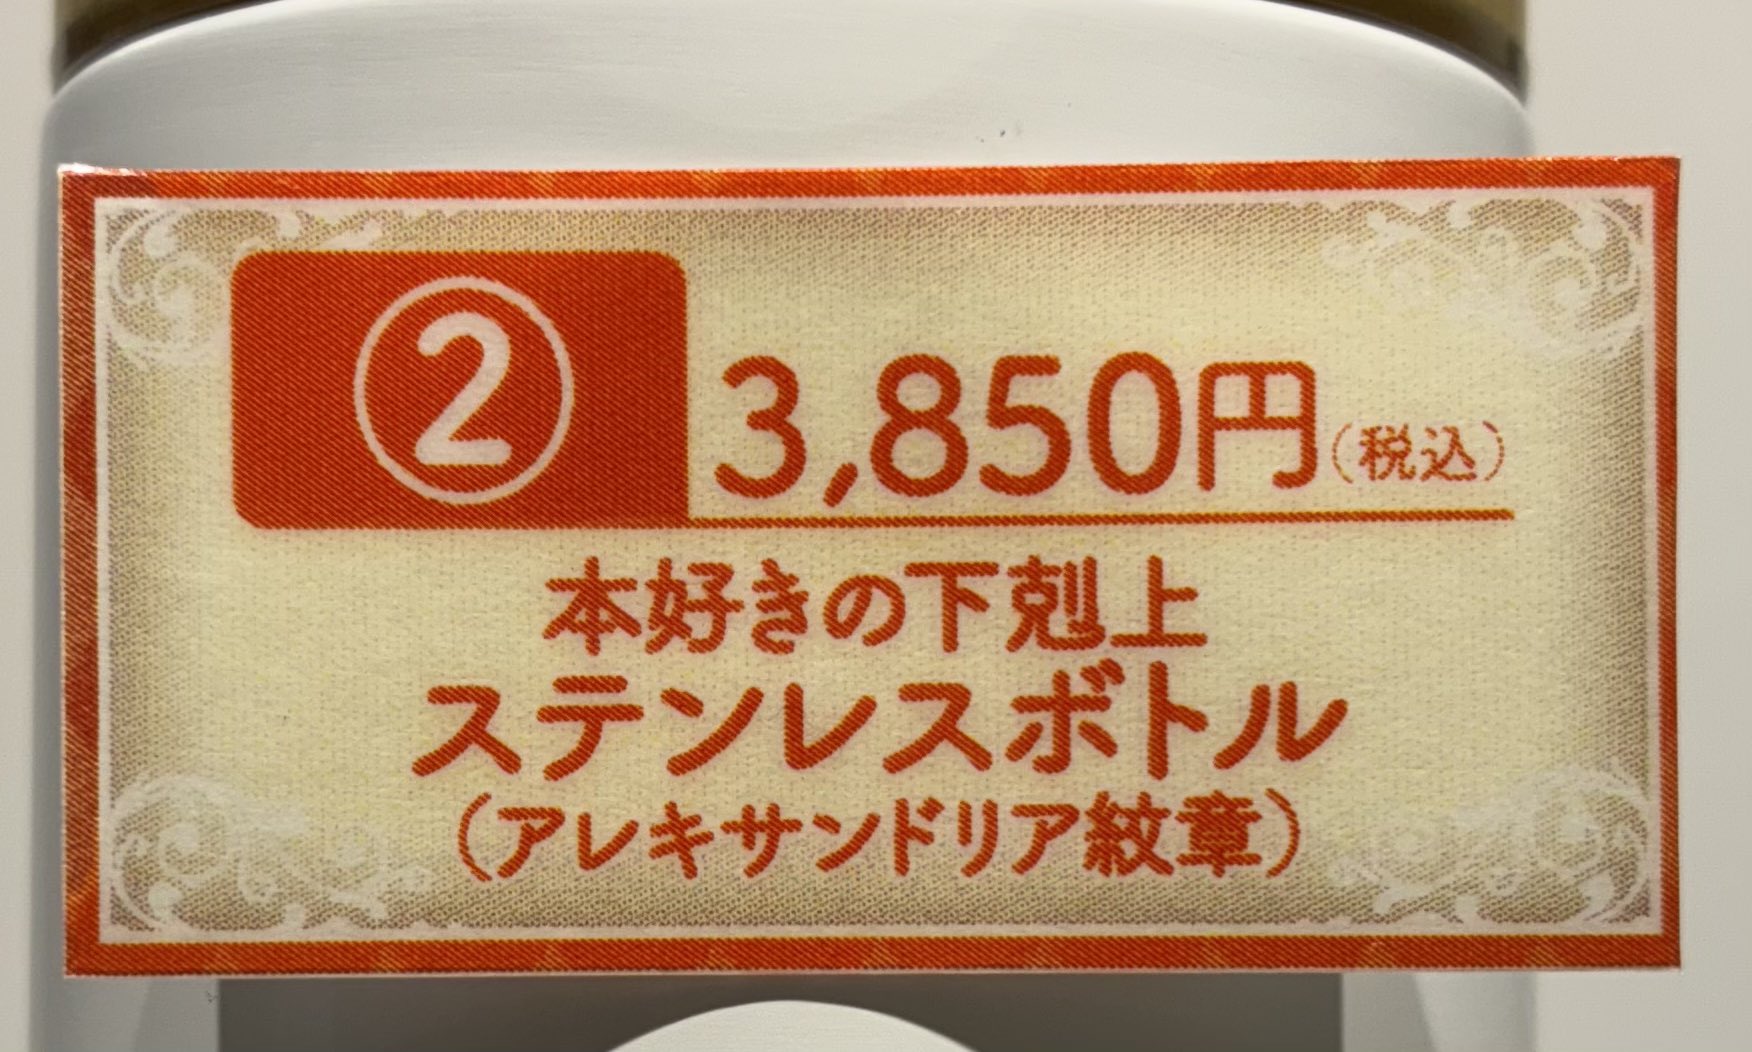 ② 3,850円(税込)
本好きの下剋上
ステンレスボトル
(アレキサンドリア紋章)